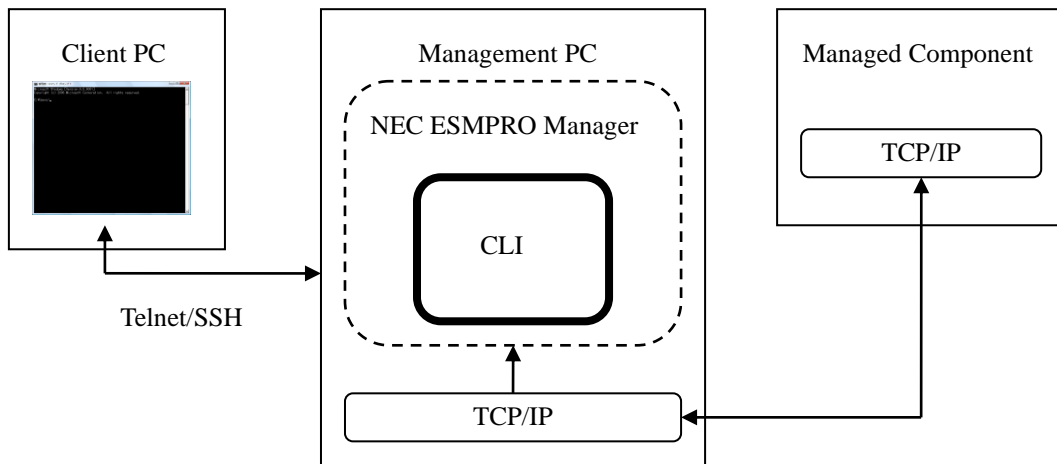 Client PC
Management PC
Managed Component
NEC ESMPRO Manager
TCP/IP
CLI
Telnet/SSH
TCP/IP